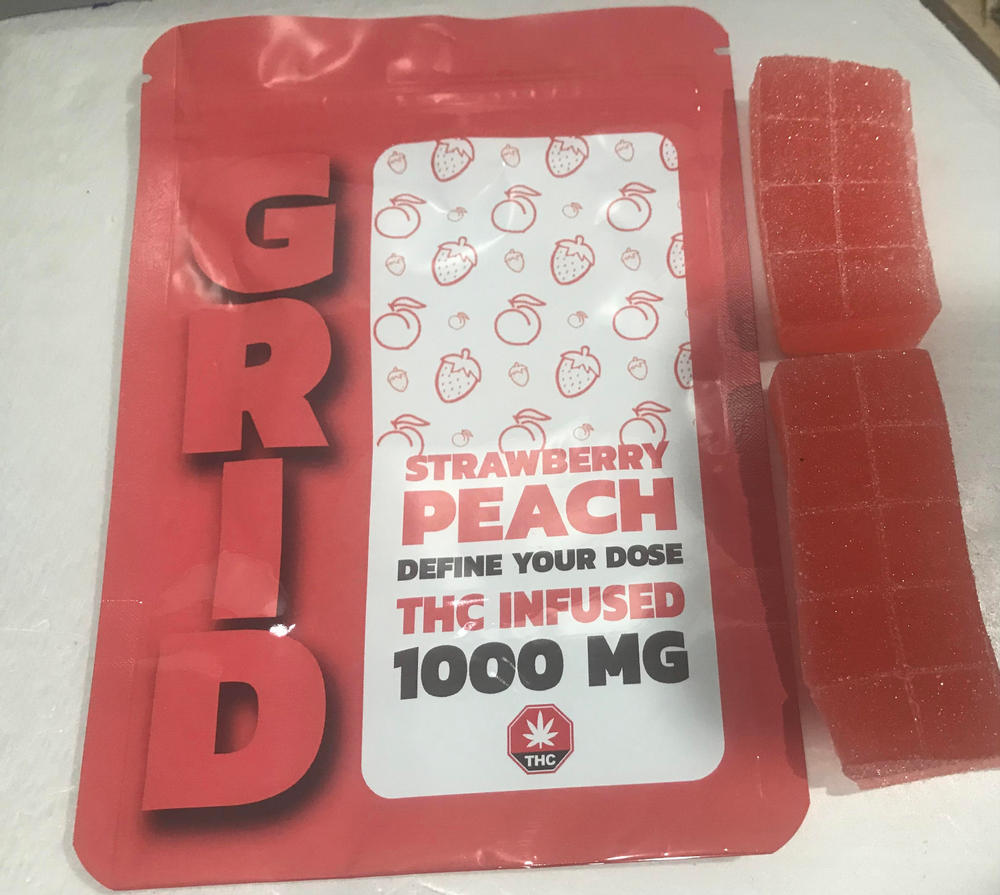 GRID
STRAWBERRY
PEACH
DEFINE YOUR DOSE
THC INFUSED
1000 MG
THC